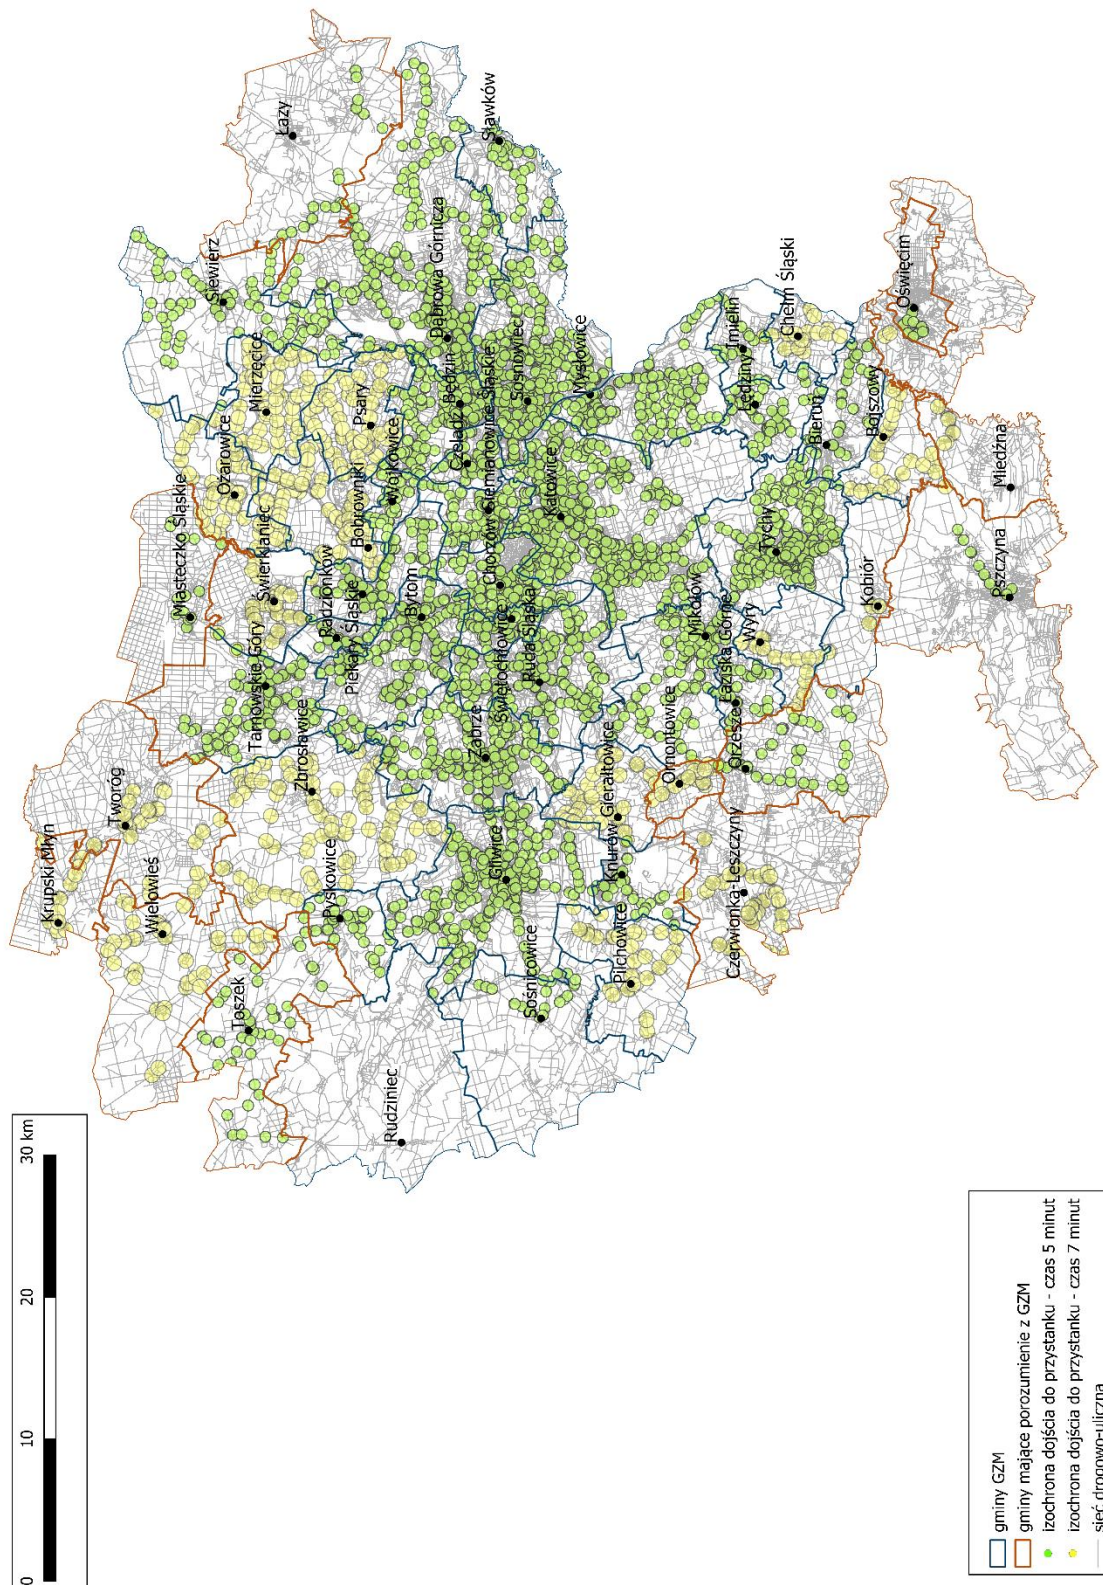 Łazy
Sławków
Siewierz
Dąbrowa Górnicza
Oświęcim
Chełm Śląski
Imielin
Mierzęcice
Psary
Będzin
Sosnowiec
Mysłowice
Lędziny
Bieruń
Bojszowy
Miedźna
Ożarowice
Wojkowice
Czeladź
Siemianowice Śląskie
Katowice
Tychy
Miasteczko Śląskie
Świerklaniec
Bobrowniki
Radzionków
Piekary Śląskie
Bytom
Chorzów
Świętochłowice
Ruda Śląska
Mikołów
Wyry
Kobiór
Pszczyna
Tarnowskie Góry
Zbrosławice
Zabrze
Łaziska Górne
Orzesze
Ornontowice
Gierałtowice
Tworóg
Krupski Młyn
Wielowieś
Pyskowice
Gliwice
Knurów
Czerwionka-Leszczyny
Pilchowice
Sośnicowice
Toszek
Rudziniec
0 10 20 30 km
gminy GZM
gminy mające porozumienie z GZM
izochrona dojścia do przystanku - czas 5 minut
izochrona dojścia do przystanku - czas 7 minut
sieć drogowo-uliczna